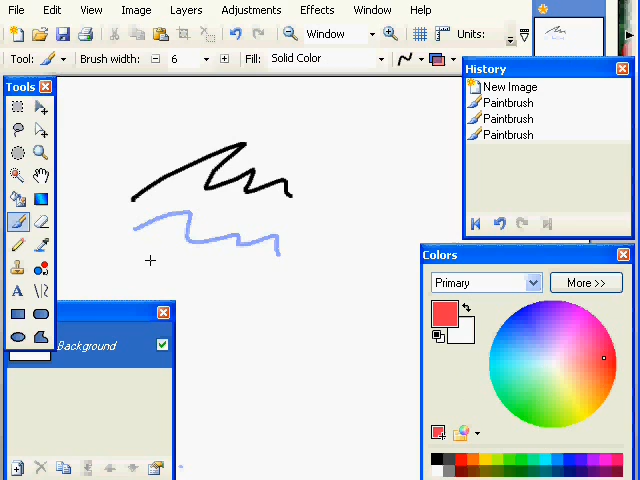 File Edit View Image Layers Adjustments Effects Window Help
Window Units:
Tool: Brush width: 6 Fill: Solid Color
Tools
History
New Image
Paintbrush
Paintbrush
Paintbrush
Colors
Primary More >>
A
Background